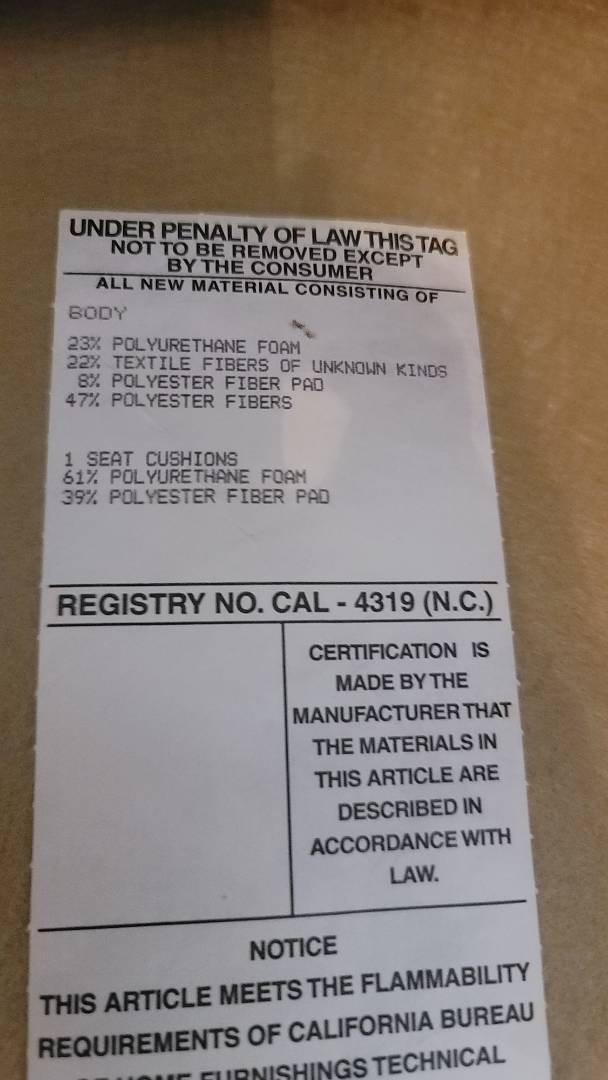 UNDER PENALTY OF LAW THIS TAG
NOT TO BE REMOVED EXCEPT
BY THE CONSUMER
ALL NEW MATERIAL CONSISTING OF
BODY
23% POLYURETHANE FOAM
22% TEXTILE FIBERS OF UNKNOWN KINDS
8% POLYESTER FIBER PAD
47% POLYESTER FIBERS
1 SEAT CUSHIONS
61% POLYURETHANE FOAM
39% POLYESTER FIBER PAD
REGISTRY NO. CAL - 4319 (N.C.)
CERTIFICATION IS
MADE BY THE
MANUFACTURER THAT
THE MATERIALS IN
THIS ARTICLE ARE
DESCRIBED IN
ACCORDANCE WITH
LAW.
NOTICE
THIS ARTICLE MEETS THE FLAMMABILITY
REQUIREMENTS OF CALIFORNIA BUREAU
OF HOME FURNISHINGS TECHNICAL